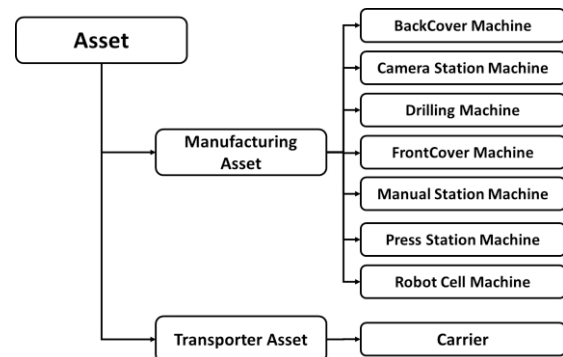 Asset
BackCover Machine
Camera Station Machine
Drilling Machine
Manufacturing
Asset
FrontCover Machine
Manual Station Machine
Press Station Machine
Robot Cell Machine
Transporter Asset
Carrier